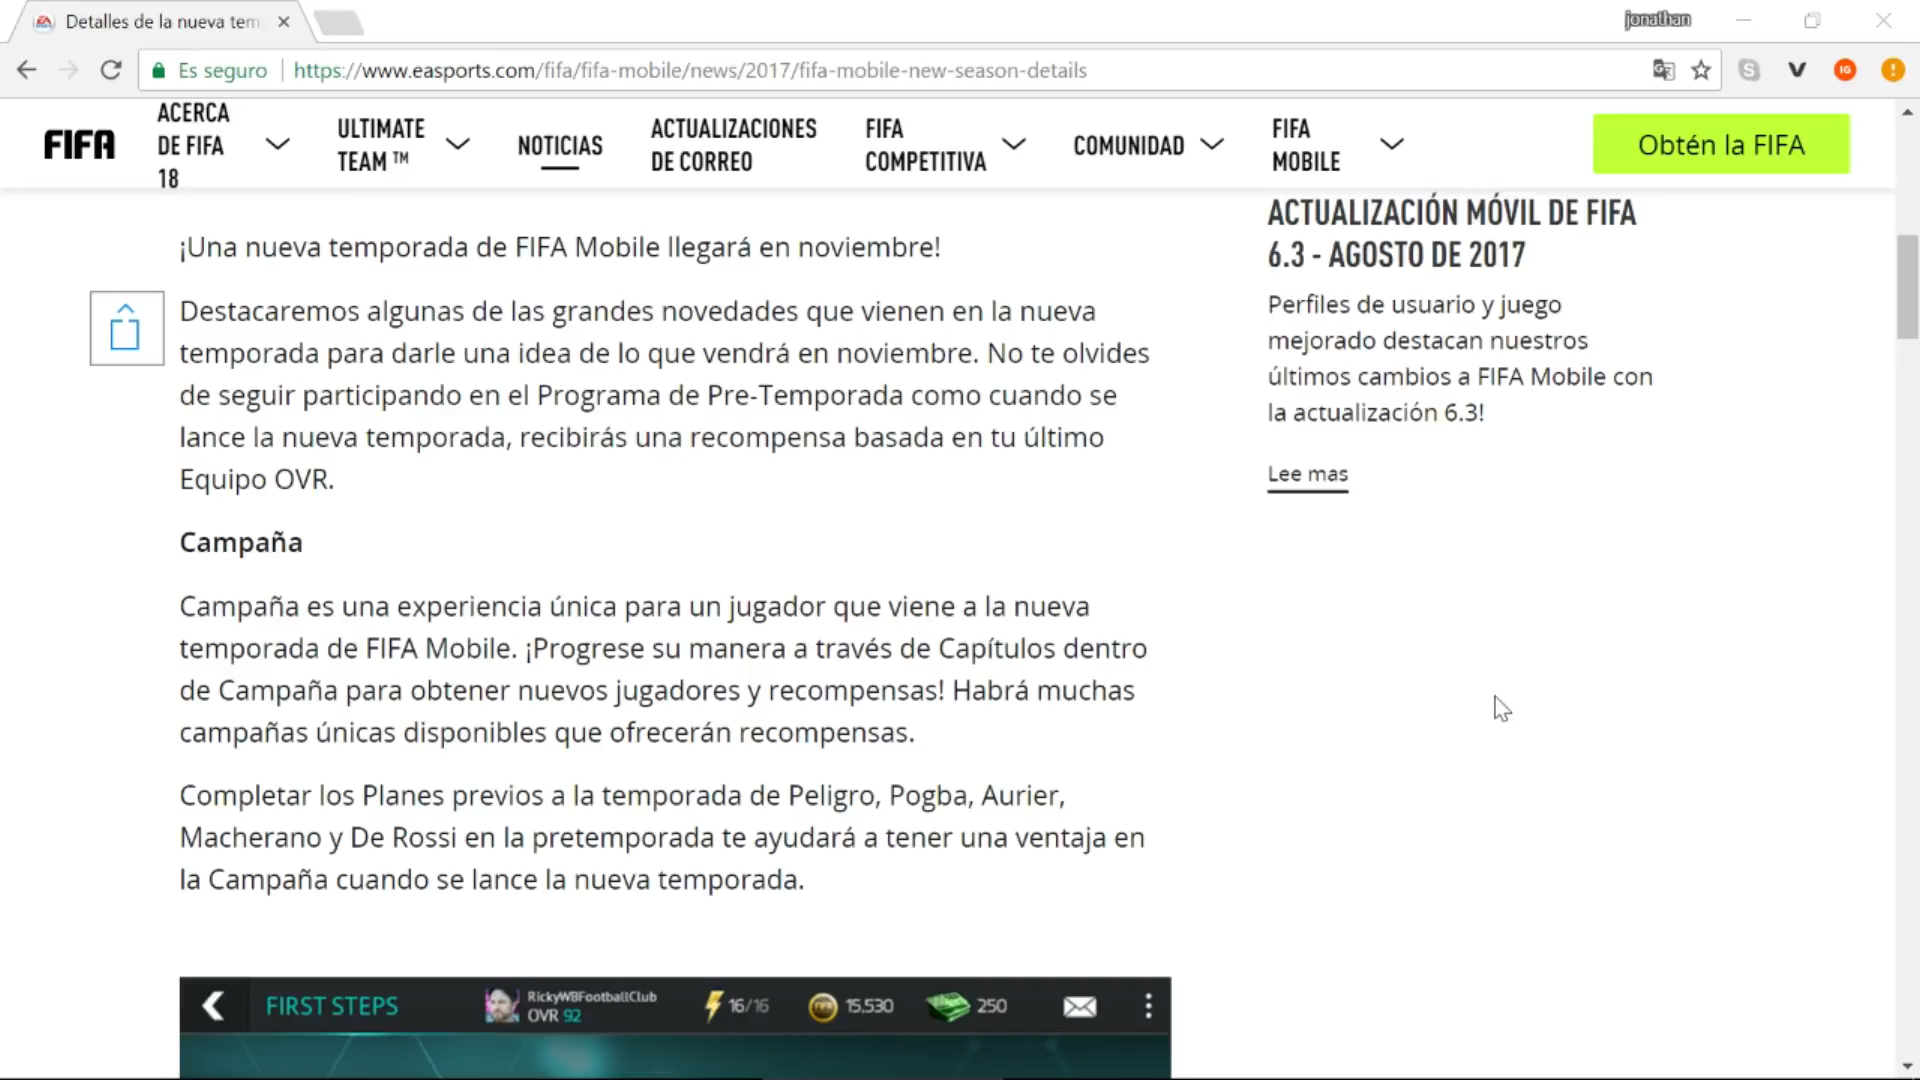 Detalles de la nueva tem
jonathan
Es seguro
https://www.easports.com/fifa/fifa-mobile/news/2017/fifa-mobile-new-season-details
FIFA
ACERCA
DE FIFA
18
ULTIMATE
TEAM ™
NOTICIAS
ACTUALIZACIONES
DE CORREO
FIFA
COMPETITIVA
COMUNIDAD
FIFA
MOBILE
Obtén la FIFA
¡Una nueva temporada de FIFA Mobile llegará en noviembre!
Destacaremos algunas de las grandes novedades que vienen en la nueva
temporada para darle una idea de lo que vendrá en noviembre. No te olvides
de seguir participando en el Programa de Pre-Temporada como cuando se
lance la nueva temporada, recibirás una recompensa basada en tu último
Equipo OVR.
Campaña
Campaña es una experiencia única para un jugador que viene a la nueva
temporada de FIFA Mobile. ¡Progrese su manera a través de Capítulos dentro
de Campaña para obtener nuevos jugadores y recompensas! Habrá muchas
campañas únicas disponibles que ofrecerán recompensas.
Completar los Planes previos a la temporada de Peligro, Pogba, Aurier,
Macherano y De Rossi en la pretemporada te ayudará a tener una ventaja en
la Campaña cuando se lance la nueva temporada.
ACTUALIZACIÓN MÓVIL DE FIFA
6.3 - AGOSTO DE 2017
Perfiles de usuario y juego
mejorado destacan nuestros
últimos cambios a FIFA Mobile con
la actualización 6.3!
Lee mas
FIRST STEPS
RickyWBFootballClub
OVR 92
16/16
15,530
250